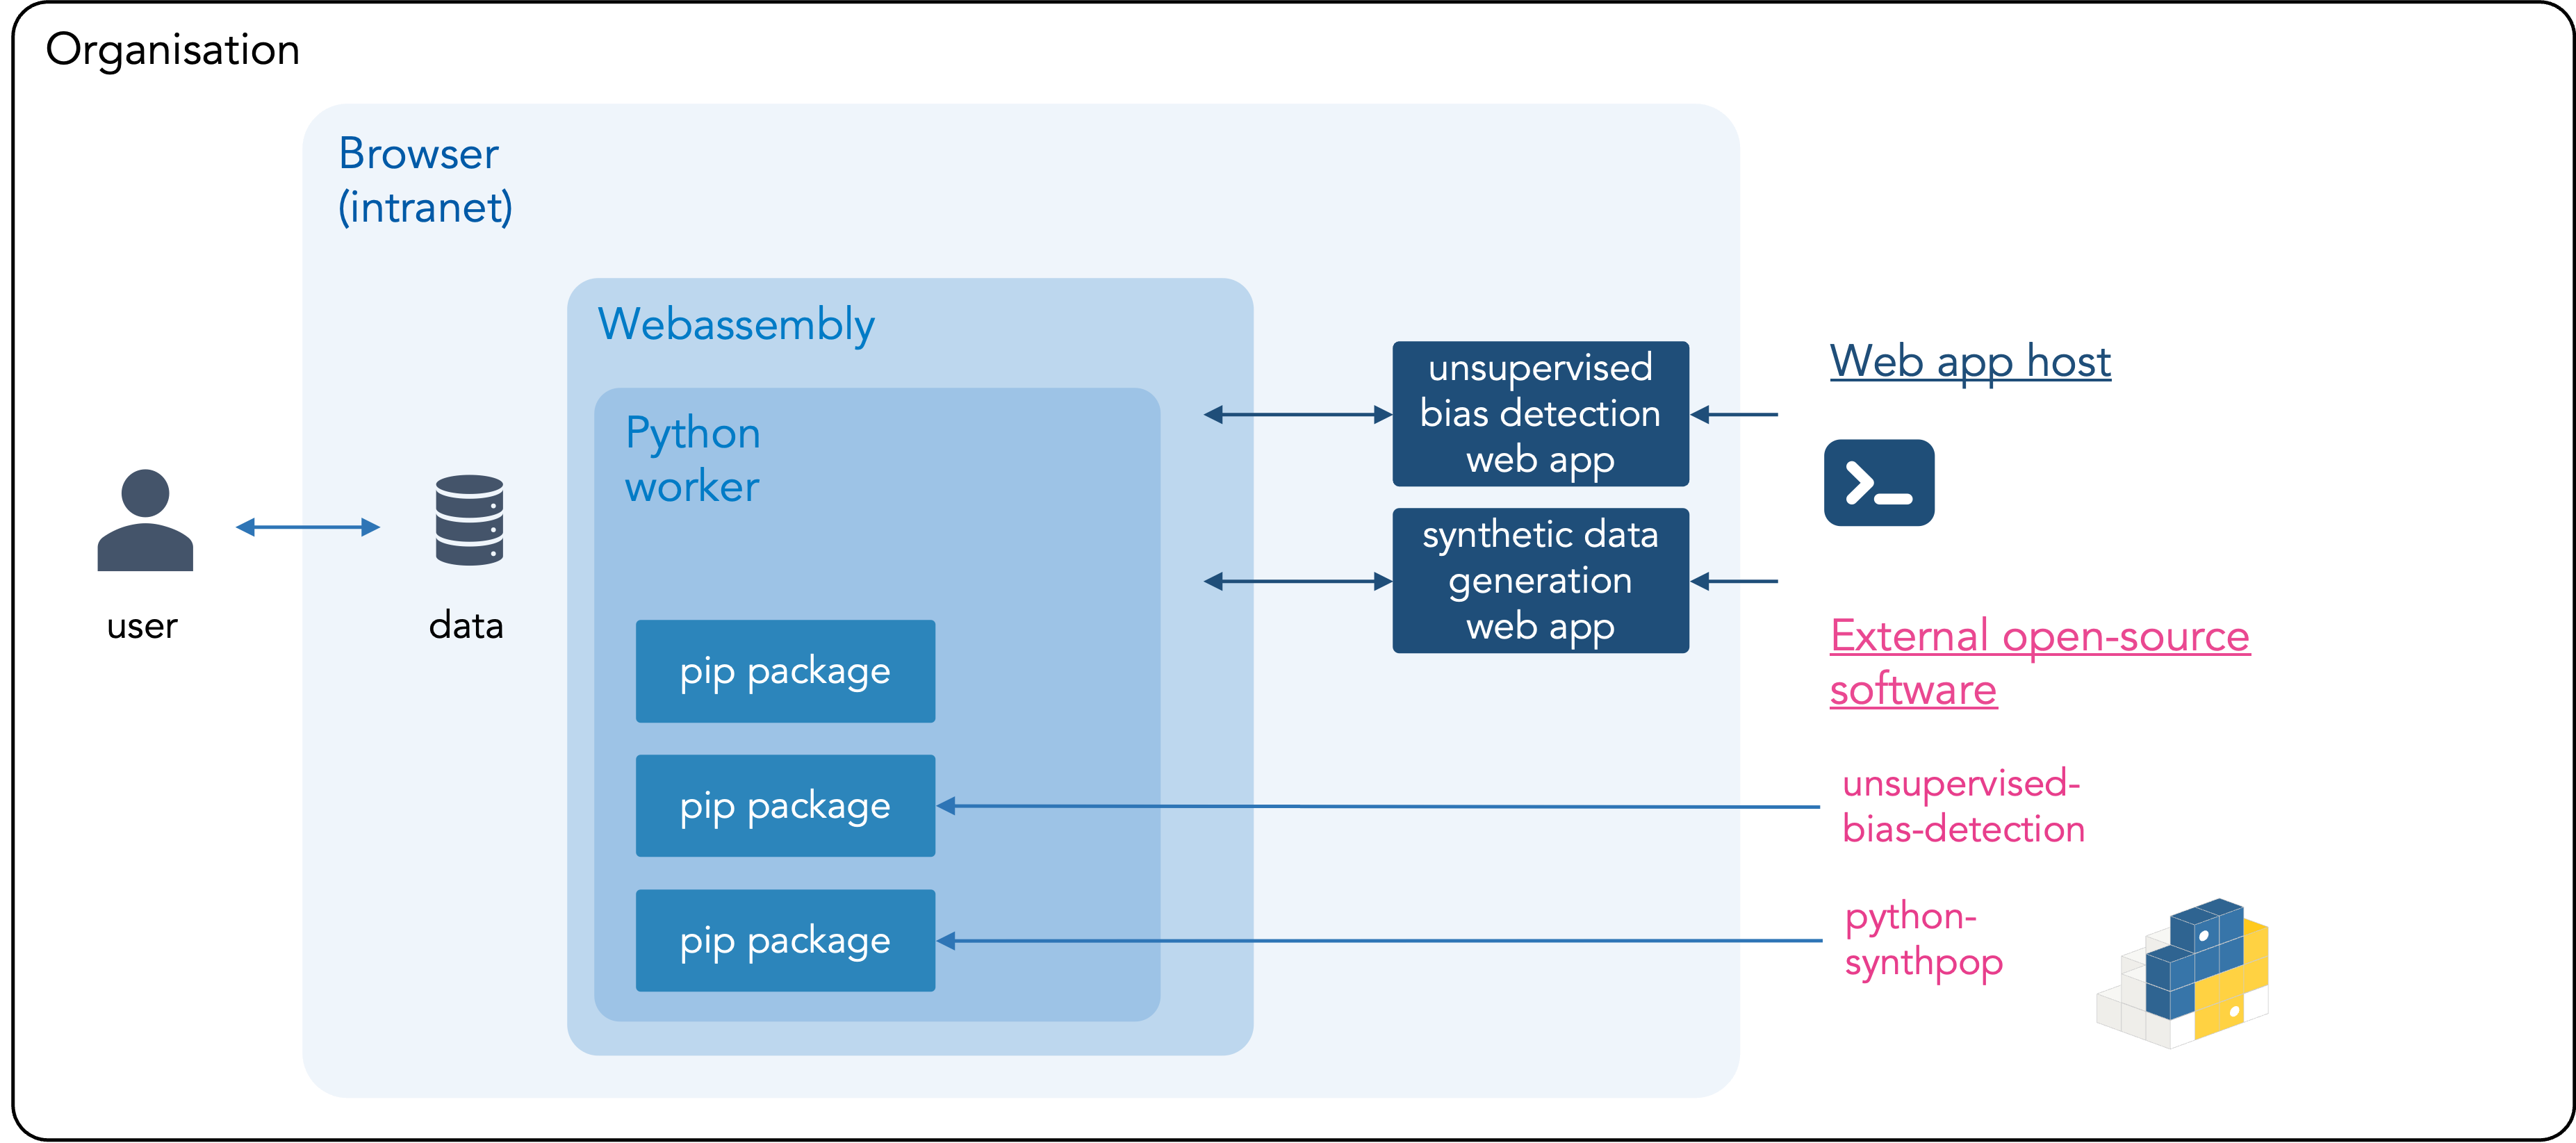 Organisation
Browser
(intranet)
Webassembly
Python
worker
pip package
pip package
pip package
user
data
unsupervised
bias detection
web app
synthetic data
generation
web app
Web app host
External open-source
software
unsupervised-
bias-detection
python-
synthpop